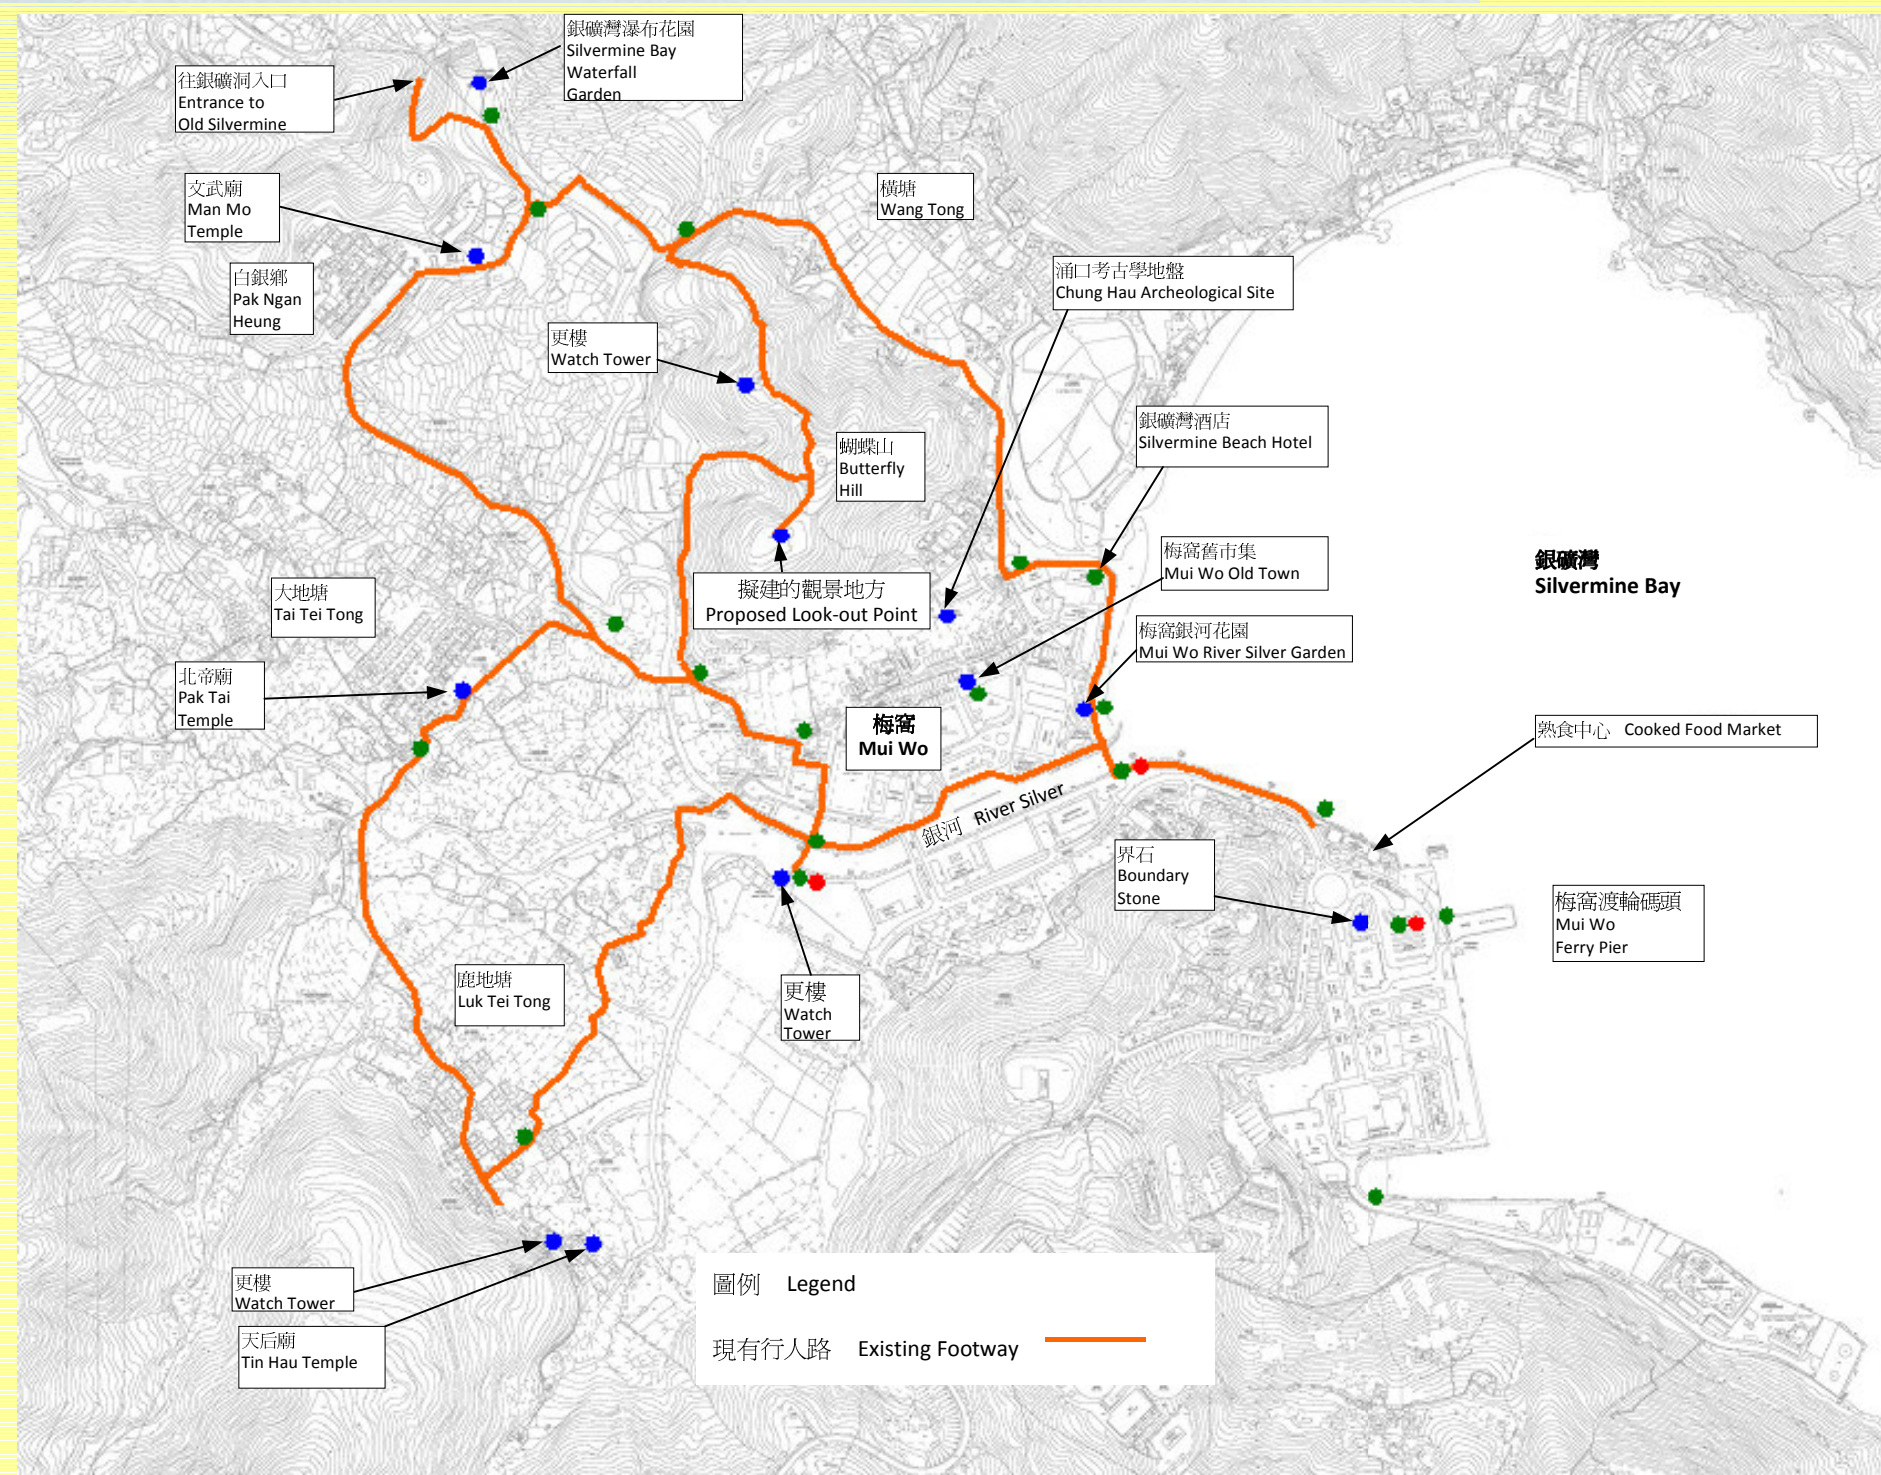 銀礦灣瀑布花園
Silvermine Bay
Waterfall
Garden
往銀礦洞入口
Entrance to
Old Silvermine
文武廟
Man Mo
Temple
橫塘
Wang Tong
白銀鄉
Pak Ngan
Heung
涌口考古學地盤
Chung Hau Archeological Site
更樓
Watch Tower
銀礦灣酒店
Silvermine Beach Hotel
蝴蝶山
Butterfly
Hill
梅窩舊市集
Mui Wo Old Town
銀礦灣
Silvermine Bay
擬建的觀景地方
Proposed Look-out Point
大地塘
Tai Tei Tong
梅窩銀河花園
Mui Wo River Silver Garden
北帝廟
Pak Tai
Temple
梅窩
Mui Wo
熟食中心 Cooked Food Market
銀河 River Silver
界石
Boundary
Stone
梅窩渡輪碼頭
Mui Wo
Ferry Pier
鹿地塘
Luk Tei Tong
更樓
Watch
Tower
更樓
Watch Tower
天后廟
Tin Hau Temple
圖例 Legend
現有行人路 Existing Footway